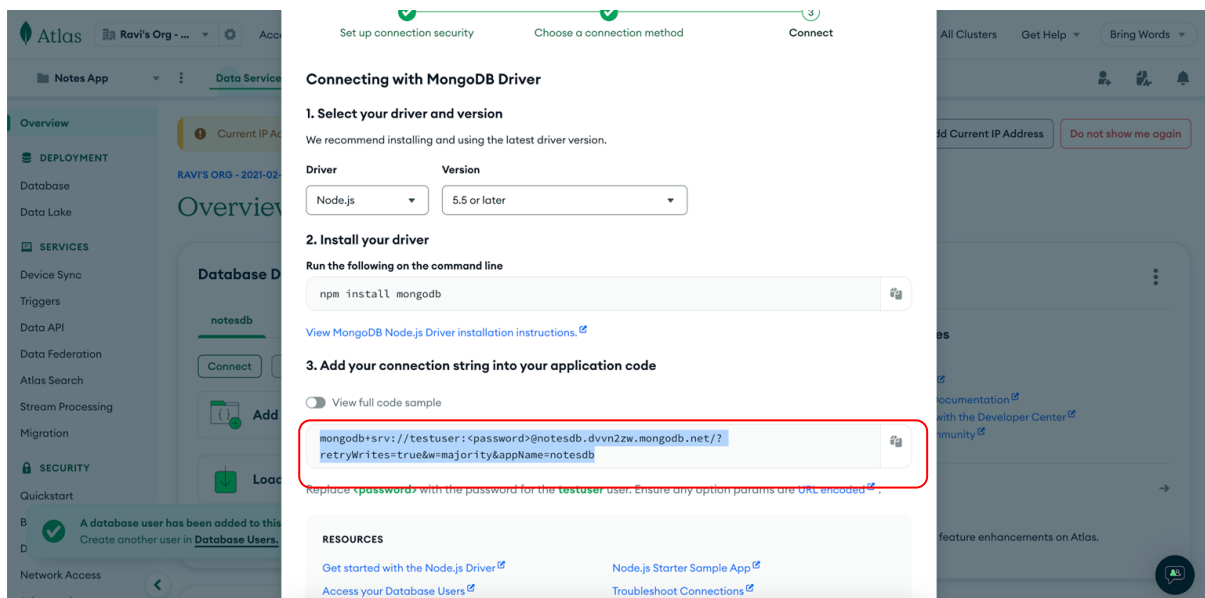 Atlas
Ravi's Org - ...
Acc
All Clusters
Get Help
Bring Words
Notes App
Data Service
Overview
DEPLOYMENT
Database
Data Lake
SERVICES
Device Sync
Triggers
Data API
Data Federation
Atlas Search
Stream Processing
Migration
SECURITY
Quickstart
B
D
Network Access
Current IP Ad
dd Current IP Address
Do not show me again
RAVI'S ORG - 2021-02-
Overview
Database D
notesdb
Connect
Add
Load
A database user has been added to this
Create another user in Database Users.
Set up connection security
Choose a connection method
3
Connect
Connecting with MongoDB Driver
1. Select your driver and version
We recommend installing and using the latest driver version.
Driver
Version
Node.js
5.5 or later
2. Install your driver
Run the following on the command line
npm install mongodb
View MongoDB Node.js Driver installation instructions.
3. Add your connection string into your application code
View full code sample
mongodb+srv://testuser:<password>@notesdb.dvvn2zw.mongodb.net/?
retryWrites=true&w=majority&appName=notesdb
Replace <password> with the password for the testuser user. Ensure any option params are URL encoded .
RESOURCES
Get started with the Node.js Driver
Node.js Starter Sample App
Access your Database Users
Troubleshoot Connections
es
ocumentation
with the Developer Center
munity
feature enhancements on Atlas.